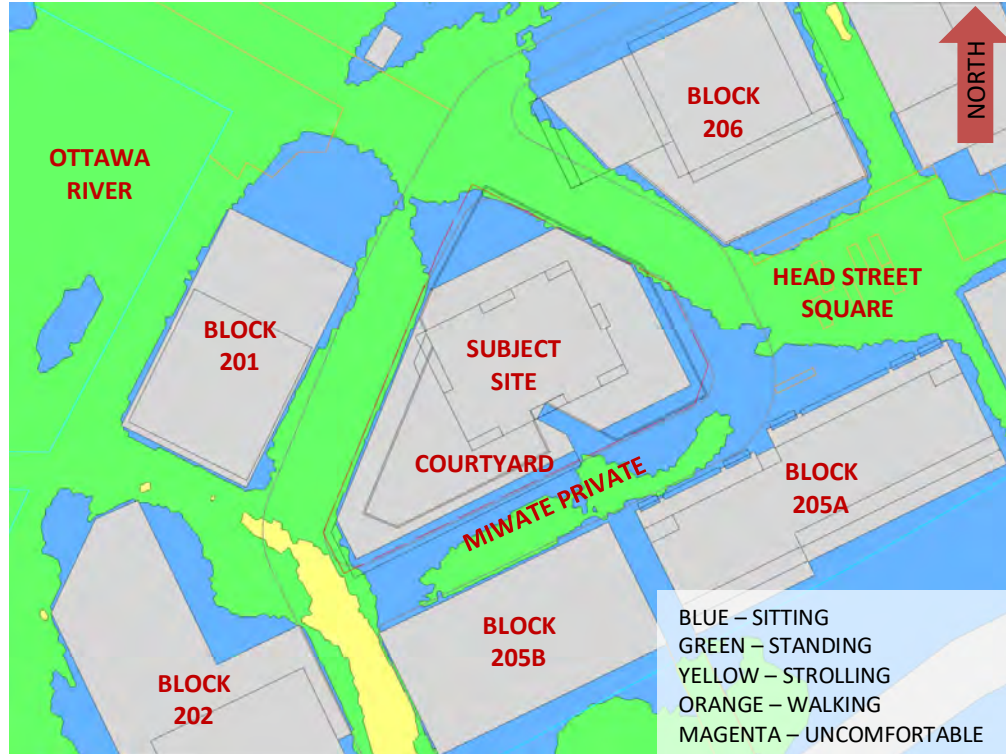 NORTH
BLOCK
206
OTTAWA
RIVER
HEAD STREET
SQUARE
BLOCK
201
SUBJECT
SITE
COURTYARD
MIWATE PRIVATE
BLOCK
205A
BLOCK
205B
BLOCK
202
BLUE – SITTING
GREEN – STANDING
YELLOW – STROLLING
ORANGE – WALKING
MAGENTA – UNCOMFORTABLE